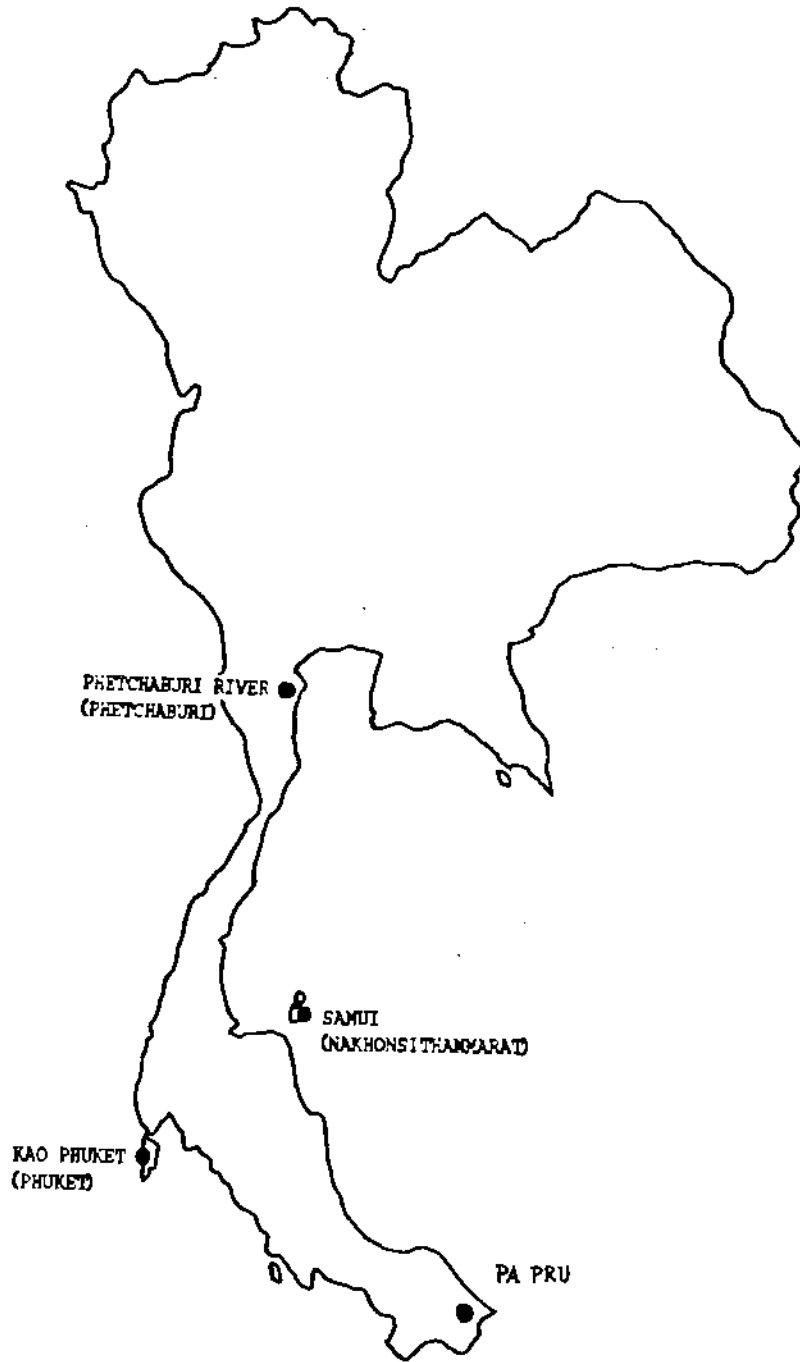 PHETCHABURI RIVER
(PHETCHABURI)
SAMUI
(NAKHONSITHAMMARAT)
KAO PHUKET
(PHUKET)
PA PRU